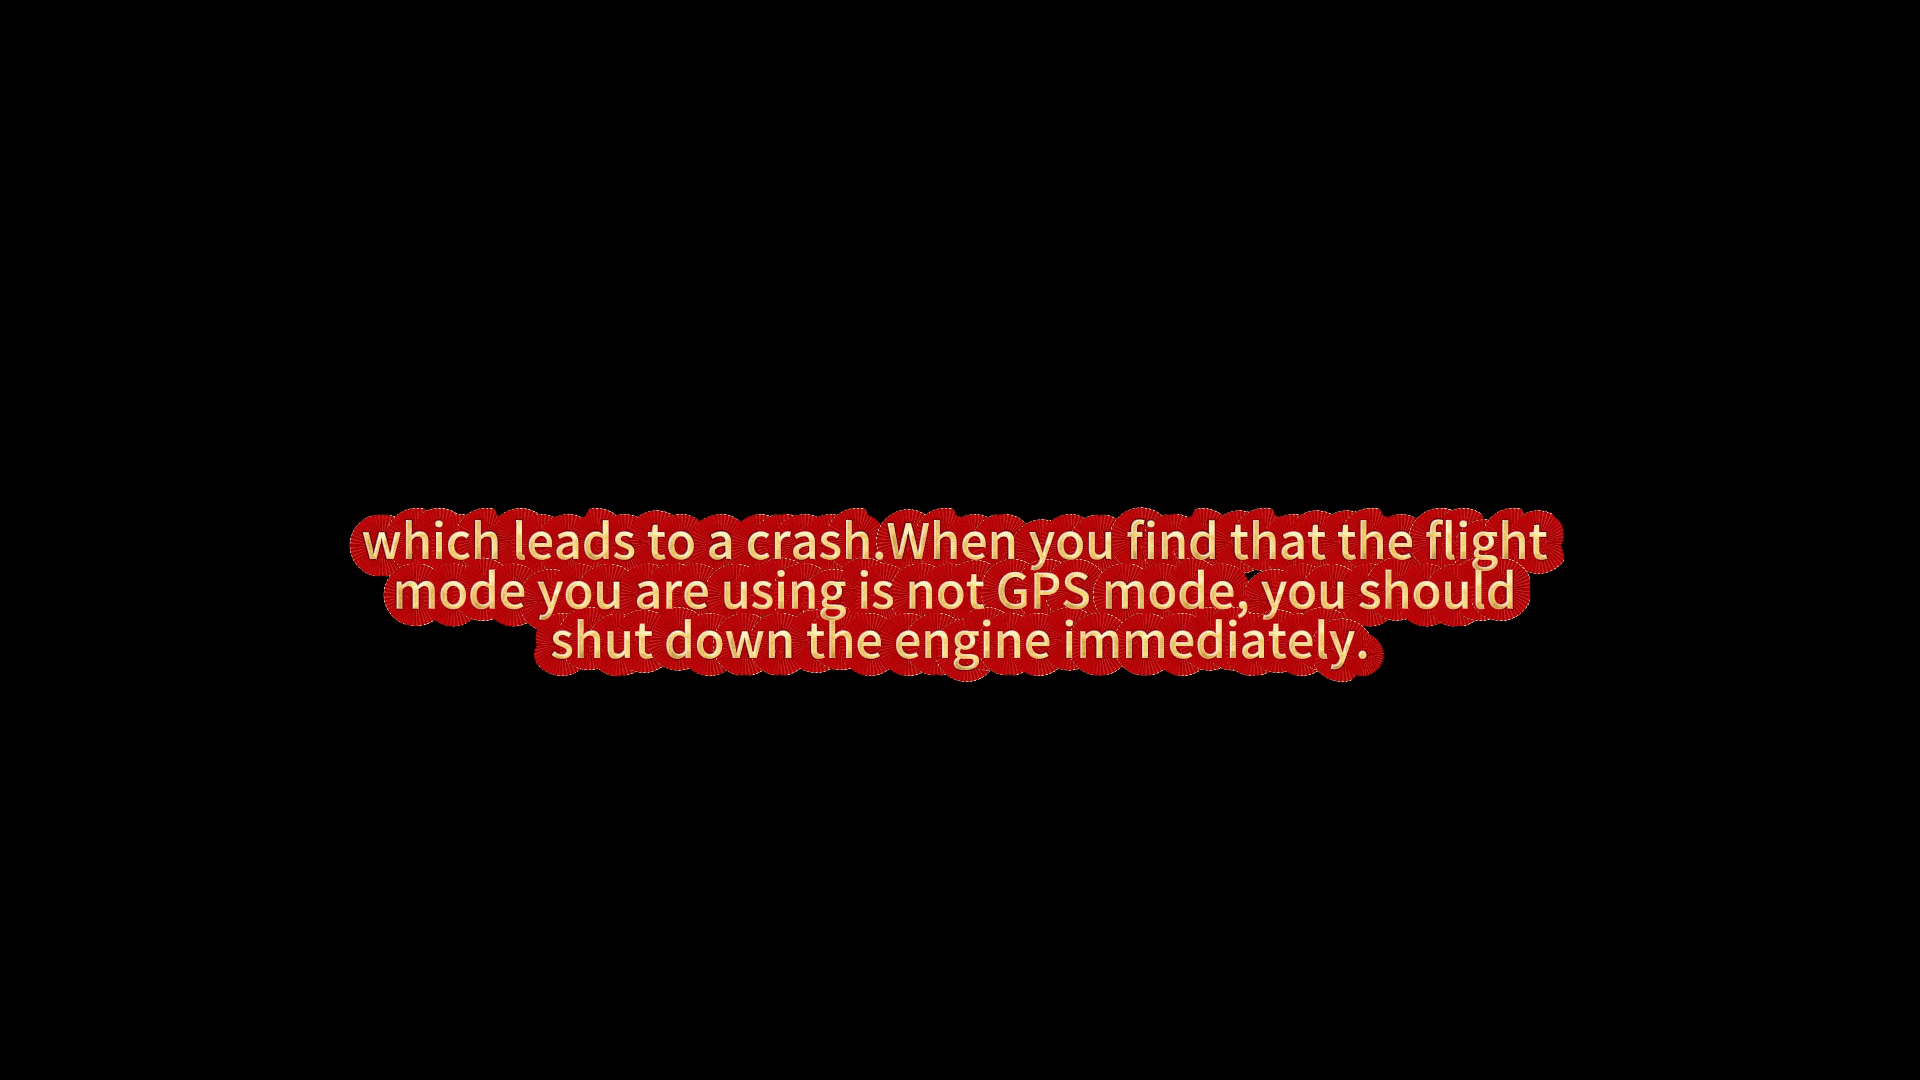 which leads to a crash.When you find that the flight
mode you are using is not GPS mode, you should
shut down the engine immediately.